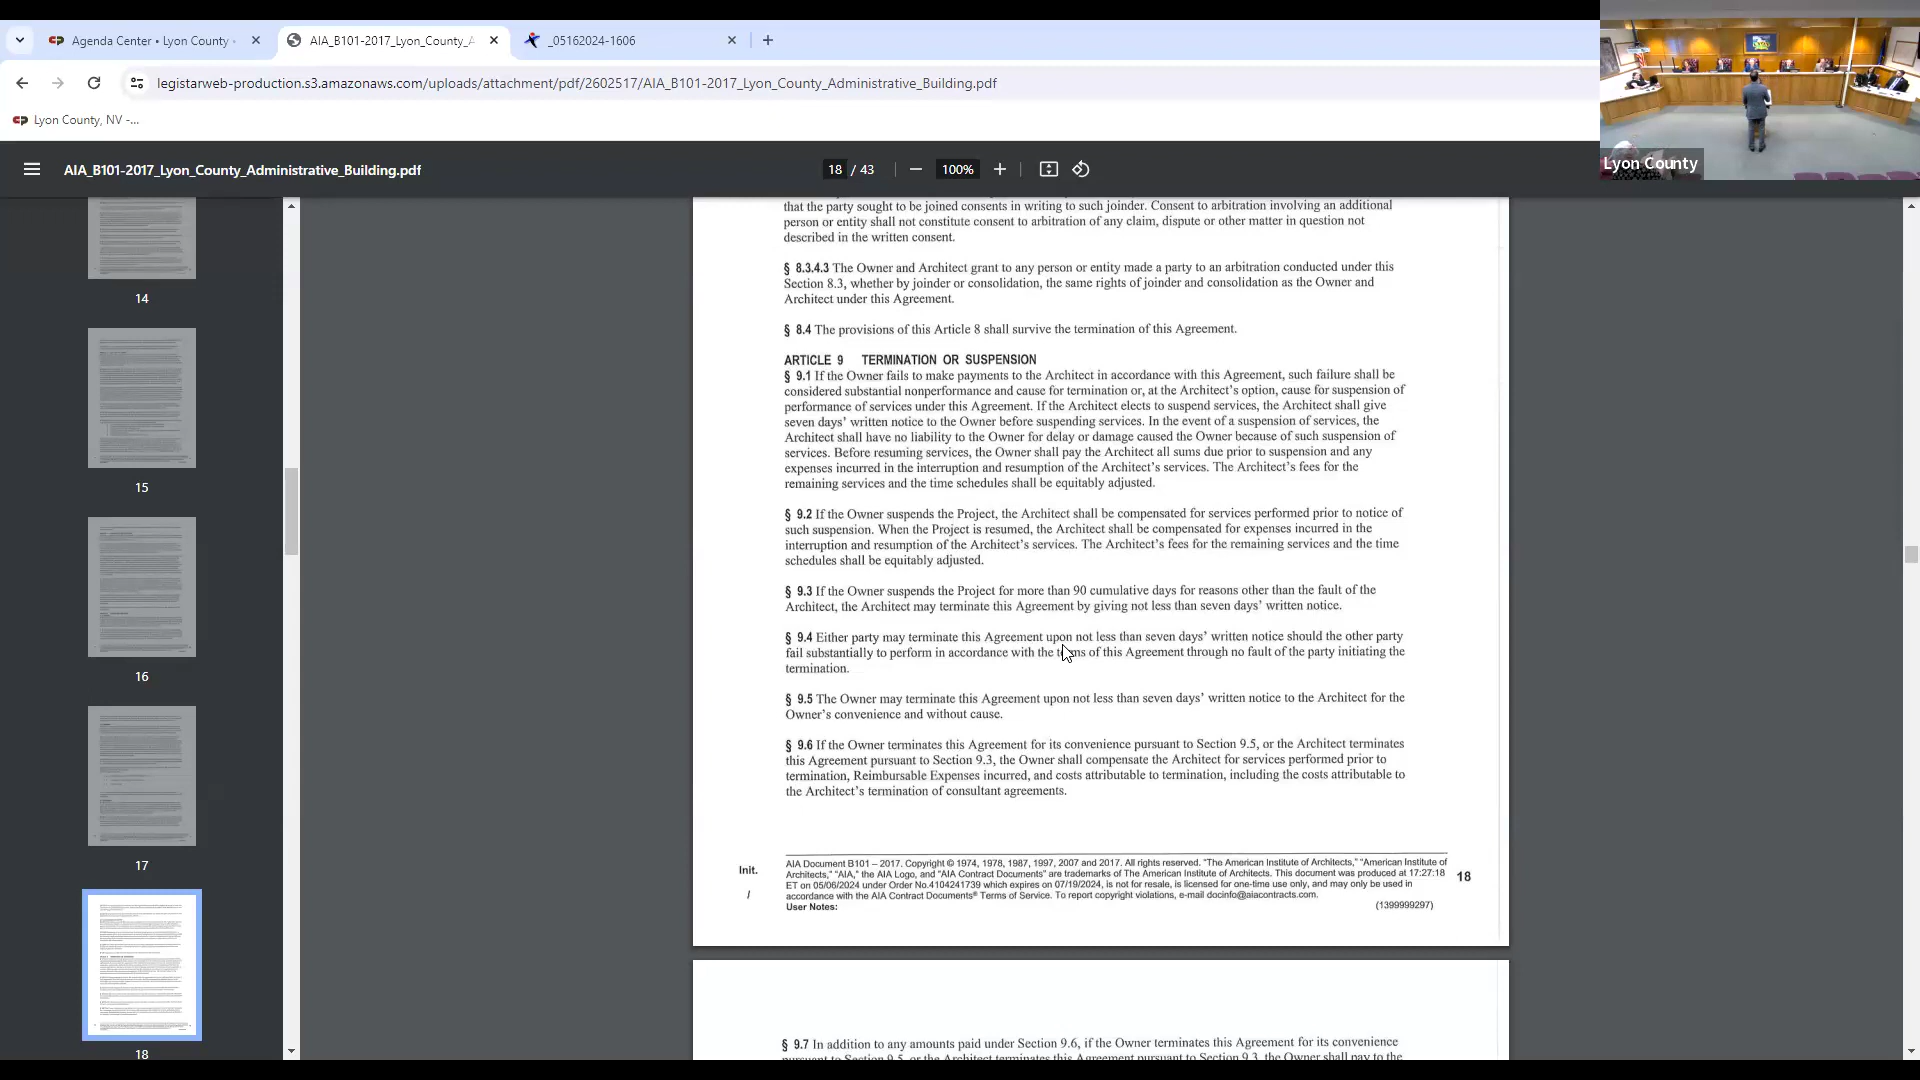 Agenda Center • Lyon County
AIA_B101-2017_Lyon_County_A
_05162024-1606
legistarweb-production.s3.amazonaws.com/uploads/attachment/pdf/2602517/AIA_B101-2017_Lyon_County_Administrative_Building.pdf
Lyon County, NV -...
Lyon County
AIA_B101-2017_Lyon_County_Administrative_Building.pdf
18 / 43
100%
14
15
16
17
18
that the party sought to be joined consents in writing to such joinder. Consent to arbitration involving an additional
person or entity shall not constitute consent to arbitration of any claim, dispute or other matter in question not
described in the written consent.
§ 8.3.4.3 The Owner and Architect grant to any person or entity made a party to an arbitration conducted under this
Section 8.3, whether by joinder or consolidation, the same rights of joinder and consolidation as the Owner and
Architect under this Agreement.
§ 8.4 The provisions of this Article 8 shall survive the termination of this Agreement.
ARTICLE 9 TERMINATION OR SUSPENSION
§ 9.1 If the Owner fails to make payments to the Architect in accordance with this Agreement, such failure shall be
considered substantial nonperformance and cause for termination or, at the Architect's option, cause for suspension of
performance of services under this Agreement. If the Architect elects to suspend services, the Architect shall give
seven days' written notice to the Owner before suspending services. In the event of a suspension of services, the
Architect shall have no liability to the Owner for delay or damage caused the Owner because of such suspension of
services. Before resuming services, the Owner shall pay the Architect all sums due prior to suspension and any
expenses incurred in the interruption and resumption of the Architect's services. The Architect's fees for the
remaining services and the time schedules shall be equitably adjusted.
§ 9.2 If the Owner suspends the Project, the Architect shall be compensated for services performed prior to notice of
such suspension. When the Project is resumed, the Architect shall be compensated for expenses incurred in the
interruption and resumption of the Architect's services. The Architect's fees for the remaining services and the time
schedules shall be equitably adjusted.
§ 9.3 If the Owner suspends the Project for more than 90 cumulative days for reasons other than the fault of the
Architect, the Architect may terminate this Agreement by giving not less than seven days' written notice.
§ 9.4 Either party may terminate this Agreement upon not less than seven days' written notice should the other party
fail substantially to perform in accordance with the terms of this Agreement through no fault of the party initiating the
termination.
§ 9.5 The Owner may terminate this Agreement upon not less than seven days' written notice to the Architect for the
Owner's convenience and without cause.
§ 9.6 If the Owner terminates this Agreement for its convenience pursuant to Section 9.5, or the Architect terminates
this Agreement pursuant to Section 9.3, the Owner shall compensate the Architect for services performed prior to
termination, Reimbursable Expenses incurred, and costs attributable to termination, including the costs attributable to
the Architect's termination of consultant agreements.
Init.
/
AIA Document B101 – 2017. Copyright © 1974, 1978, 1987, 1997, 2007 and 2017. All rights reserved. "The American Institute of Architects," "American Institute of
Architects," "AIA," the AIA Logo, and "AIA Contract Documents" are trademarks of The American Institute of Architects. This document was produced at 17:27:18
ET on 05/06/2024 under Order No.4104241739 which expires on 07/19/2024, is not for resale, is licensed for one-time use only, and may only be used in
accordance with the AIA Contract Documents® Terms of Service. To report copyright violations, e-mail docinfo@aiacontracts.com.
User Notes:
(1399999297)
18
§ 9.7 In addition to any amounts paid under Section 9.6, if the Owner terminates this Agreement for its convenience
pursuant to Section 9.5, or the Architect terminates this Agreement pursuant to Section 9.3, the Owner shall pay to the